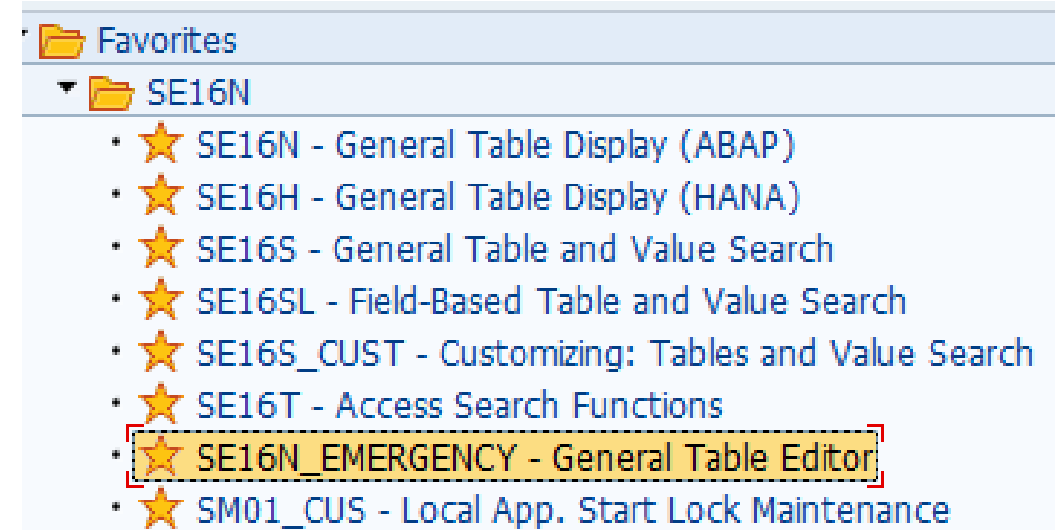 Favorites
SE16N
SE16N - General Table Display (ABAP)
SE16H - General Table Display (HANA)
SE16S - General Table and Value Search
SE16SL - Field-Based Table and Value Search
SE16S_CUST - Customizing: Tables and Value Search
SE16T - Access Search Functions
SE16N_EMERGENCY - General Table Editor
SM01_CUS - Local App. Start Lock Maintenance